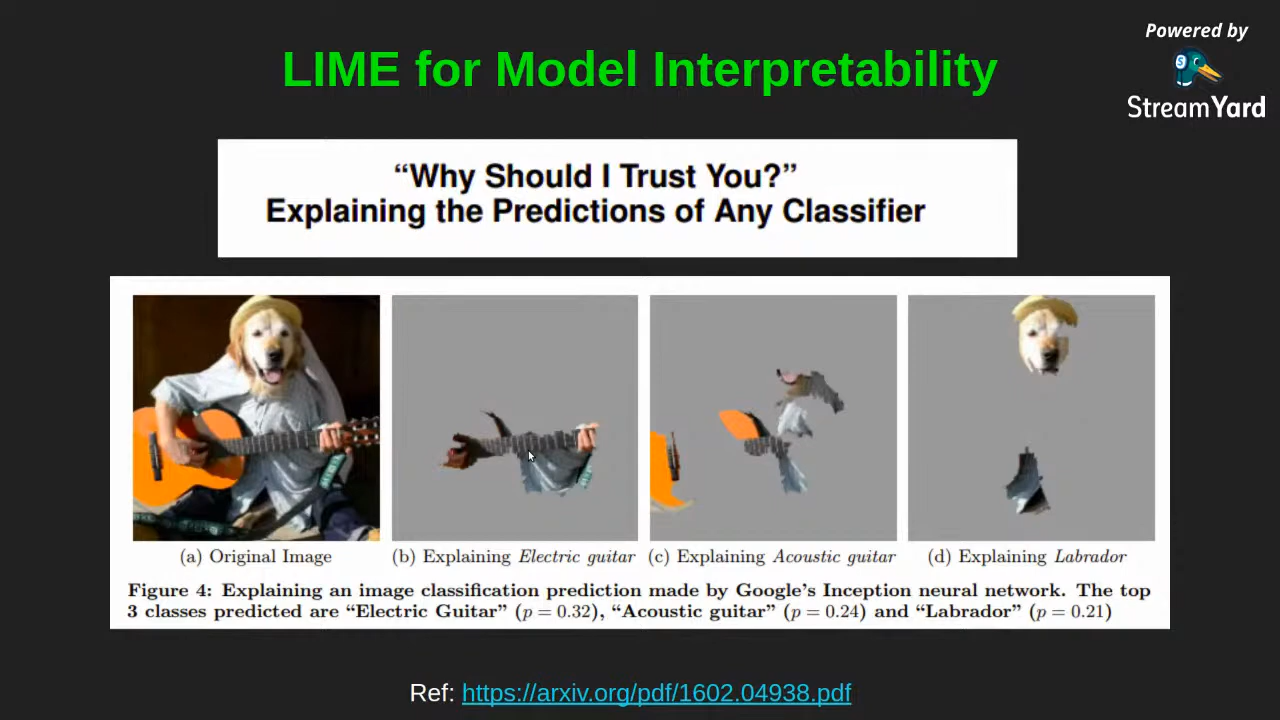 Powered by
StreamYard
LIME for Model Interpretability
“Why Should I Trust You?”
Explaining the Predictions of Any Classifier
(a) Original Image (b) Explaining Electric guitar (c) Explaining Acoustic guitar (d) Explaining Labrador
Figure 4: Explaining an image classification prediction made by Google’s Inception neural network. The top
3 classes predicted are “Electric Guitar” (p = 0.32), “Acoustic guitar” (p = 0.24) and “Labrador” (p = 0.21)
Ref: https://arxiv.org/pdf/1602.04938.pdf